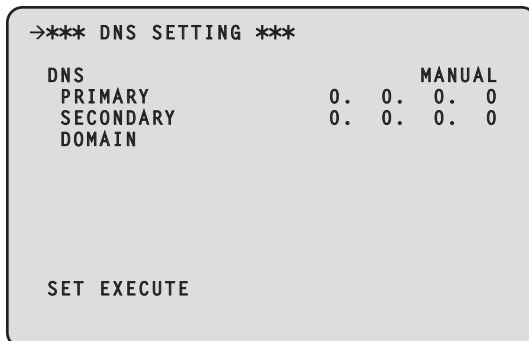 →*** DNS SETTING ***
DNS MANUAL
PRIMARY 0. 0. 0. 0
SECONDARY 0. 0. 0. 0
DOMAIN
SET EXECUTE